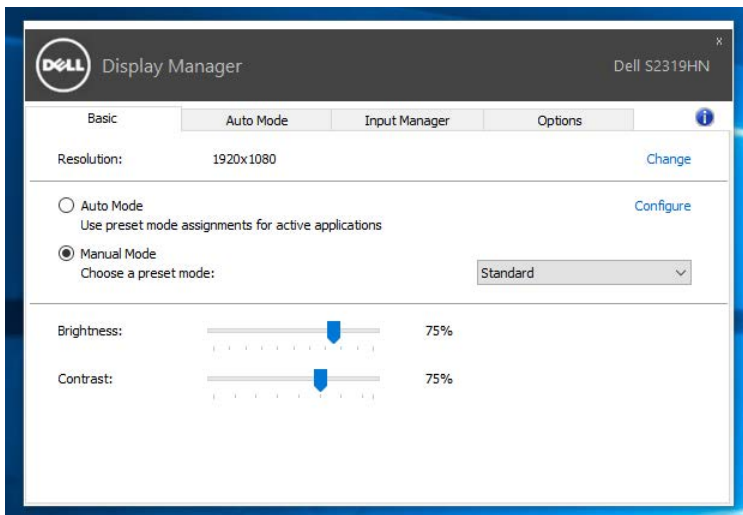 DELL Display Manager
x
Dell S2319HN
Basic Auto Mode Input Manager Options i
Resolution: 1920x1080 Change
Auto Mode Configure
Use preset mode assignments for active applications
Manual Mode
Choose a preset mode: Standard
Brightness: 75%
Contrast: 75%